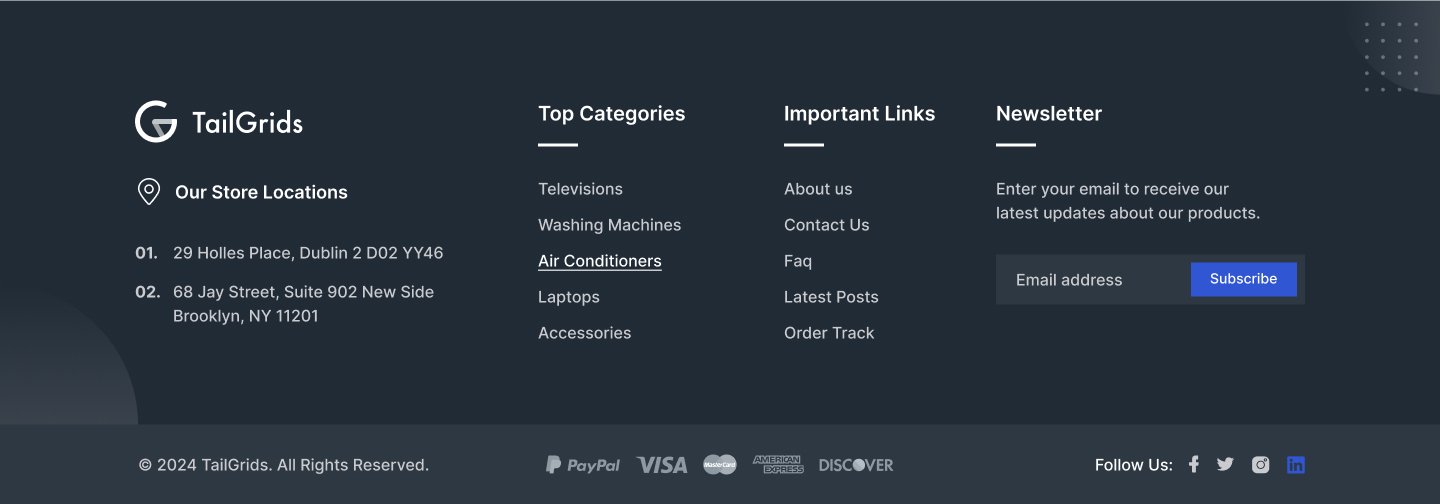 TailGrids
Our Store Locations
01. 29 Holles Place, Dublin 2 D02 YY46
02. 68 Jay Street, Suite 902 New Side
Brooklyn, NY 11201
Top Categories
Televisions
Washing Machines
Air Conditioners
Laptops
Accessories
Important Links
About us
Contact Us
Faq
Latest Posts
Order Track
Newsletter
Enter your email to receive our
latest updates about our products.
Email address
Subscribe
© 2024 TailGrids. All Rights Reserved.
PayPal
VISA
MasterCard
AMERICAN
EXPRESS
DISCOVER
Follow Us:
in